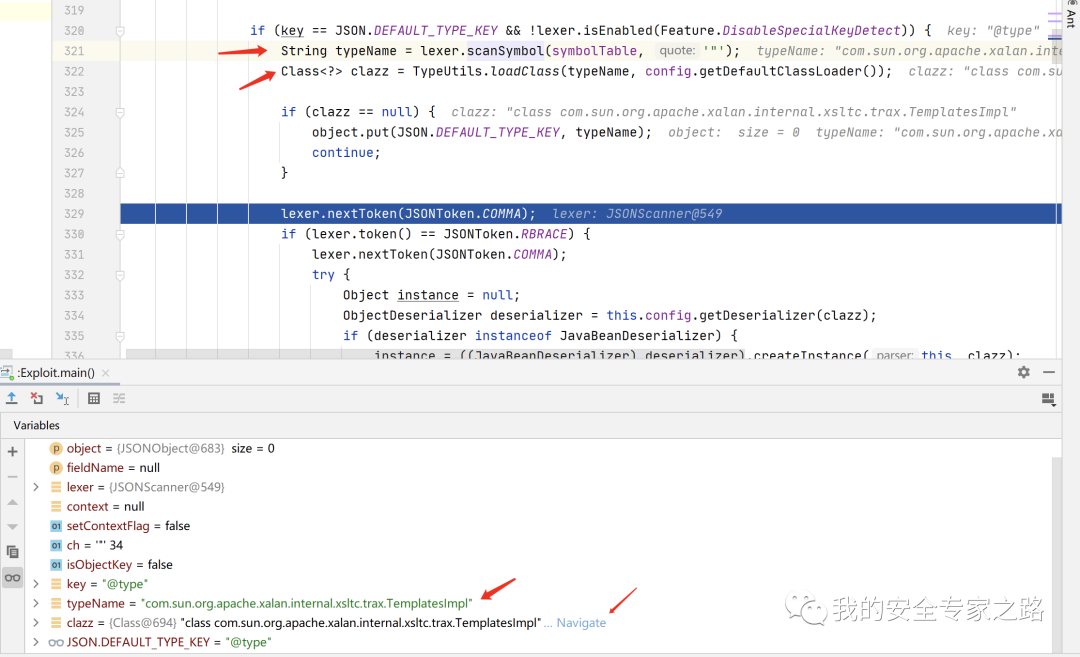 319
320 if (key == JSON.DEFAULT_TYPE_KEY && !lexer.isEnabled(Feature.DisableSpecialKeyDetect)) { key: "@type"
321 String typeName = lexer.scanSymbol(symbolTable, quote: '"'); typeName: "com.sun.org.apache.xalan.inte
322 Class<?> clazz = TypeUtils.loadClass(typeName, config.getDefaultClassLoader()); clazz: "class com.su
323
324 if (clazz == null) { clazz: "class com.sun.org.apache.xalan.internal.xsltc.trax.TemplatesImpl"
325 object.put(JSON.DEFAULT_TYPE_KEY, typeName); object: size = 0 typeName: "com.sun.org.apache.xa
326 continue;
327 }
328
329 lexer.nextToken(JSONToken.COMMA); lexer: JSONScanner@549
330 if (lexer.token() == JSONToken.RBRACE) {
331 lexer.nextToken(JSONToken.COMMA);
332 try {
333 Object instance = null;
334 ObjectDeserializer deserializer = this.config.getDeserializer(clazz);
335 if (deserializer instanceof JavaBeanDeserializer) {
336 instance = ((JavaBeanDeserializer) deserializer).createInstance( parser: this, clazz);
Ant
:Exploit.main() ×
Variables
object = {JSONObject@683} size = 0
fieldName = null
lexer = {JSONScanner@549}
context = null
setContextFlag = false
ch = '"' 34
isObjectKey = false
key = "@type"
typeName = "com.sun.org.apache.xalan.internal.xsltc.trax.TemplatesImpl"
clazz = {Class@694} "class com.sun.org.apache.xalan.internal.xsltc.trax.TemplatesImpl" ... Navigate
JSON.DEFAULT_TYPE_KEY = "@type"
我的安全专家之路